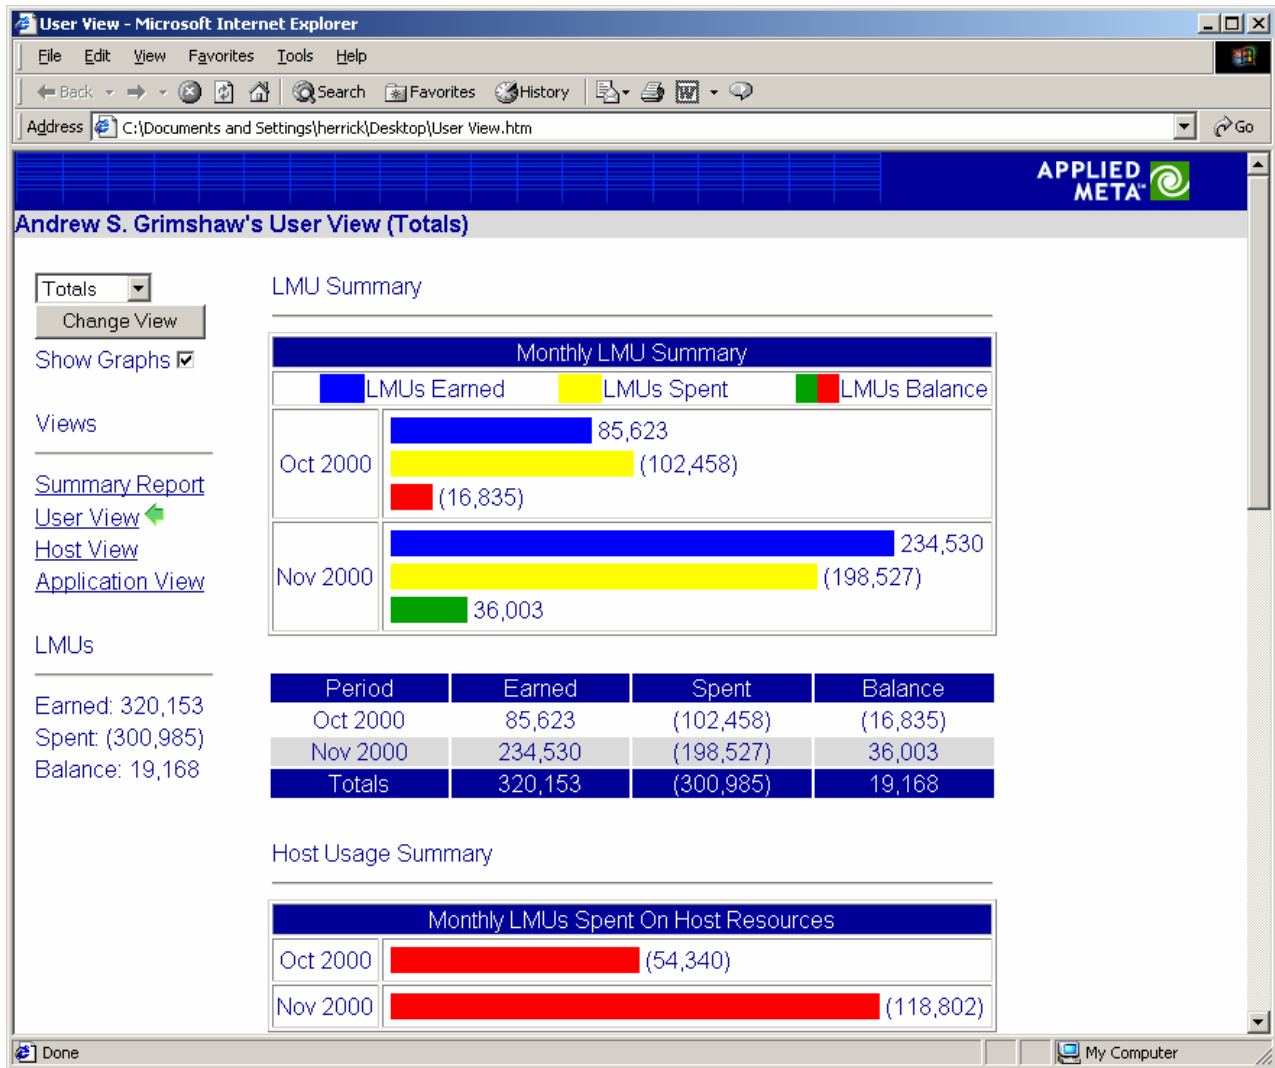 User View - Microsoft Internet Explorer
File Edit View Favorites Tools Help
Back Search Favorites History
Address C:\Documents and Settings\herrick\Desktop\User View.htm Go
APPLIED
META℠
Andrew S. Grimshaw's User View (Totals)
Totals
Change View
Show Graphs
Views
Summary Report
User View
Host View
Application View
LMUs
Earned: 320,153
Spent: (300,985)
Balance: 19,168
LMU Summary
Monthly LMU Summary
LMUs Earned LMUs Spent LMUs Balance
Oct 2000
85,623
(102,458)
(16,835)
Nov 2000
234,530
(198,527)
36,003
Period Earned Spent Balance
Oct 2000 85,623 (102,458) (16,835)
Nov 2000 234,530 (198,527) 36,003
Totals 320,153 (300,985) 19,168
Host Usage Summary
Monthly LMUs Spent On Host Resources
Oct 2000 (54,340)
Nov 2000 (118,802)
Done My Computer